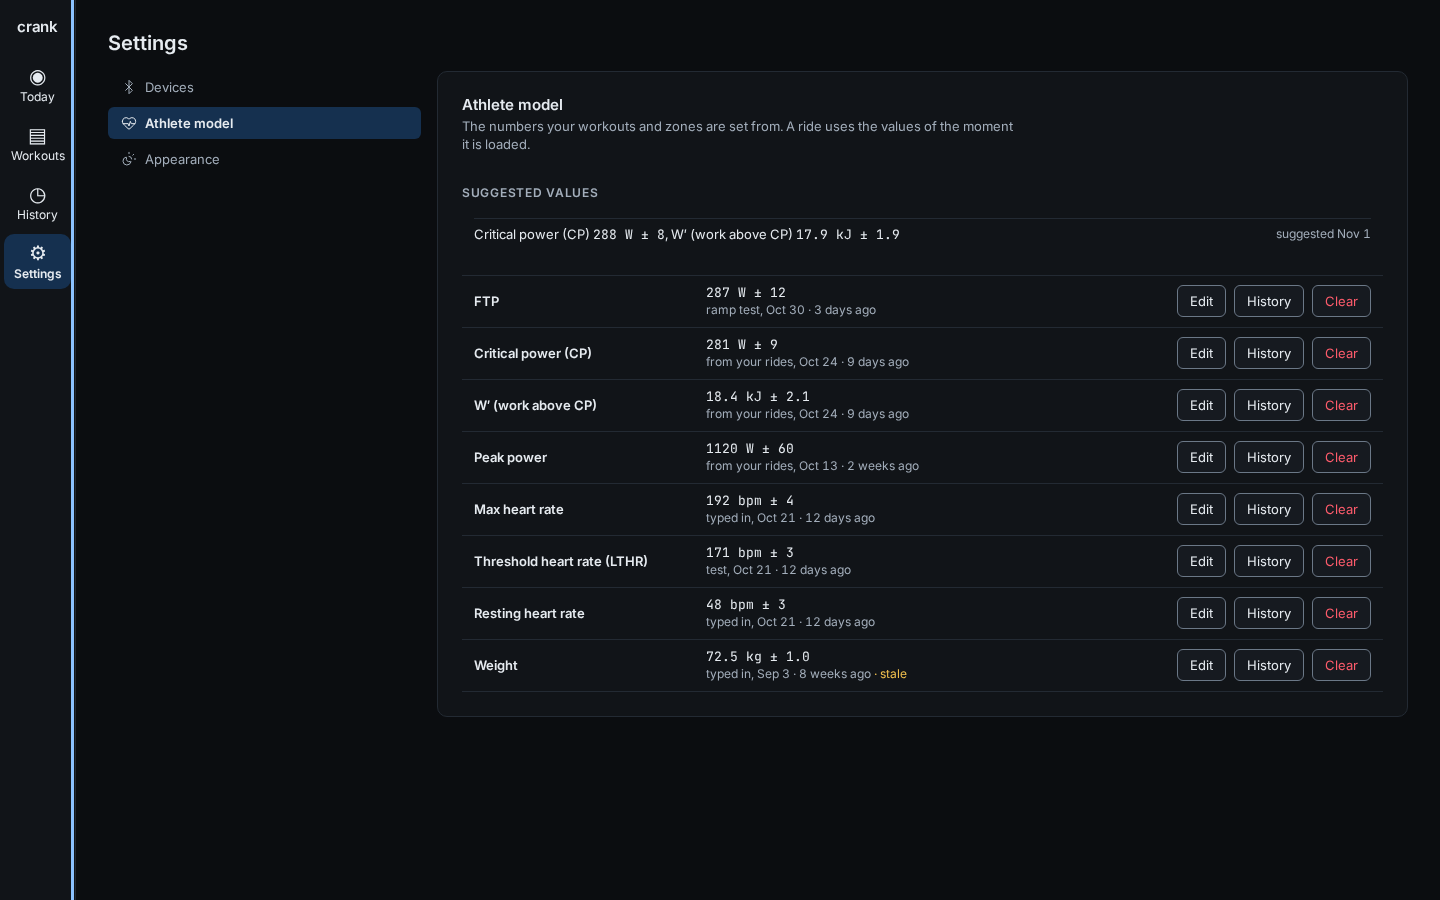 crank
Today
Workouts
History
Settings
Settings
Devices
Athlete model
Appearance
Athlete model
The numbers your workouts and zones are set from. A ride uses the values of the moment
it is loaded.
SUGGESTED VALUES
Critical power (CP) 288 W ± 8, W′ (work above CP) 17.9 kJ ± 1.9
suggested Nov 1
FTP
287 W ± 12
ramp test, Oct 30 · 3 days ago
Edit History Clear
Critical power (CP)
281 W ± 9
from your rides, Oct 24 · 9 days ago
Edit History Clear
W′ (work above CP)
18.4 kJ ± 2.1
from your rides, Oct 24 · 9 days ago
Edit History Clear
Peak power
1120 W ± 60
from your rides, Oct 13 · 2 weeks ago
Edit History Clear
Max heart rate
192 bpm ± 4
typed in, Oct 21 · 12 days ago
Edit History Clear
Threshold heart rate (LTHR)
171 bpm ± 3
test, Oct 21 · 12 days ago
Edit History Clear
Resting heart rate
48 bpm ± 3
typed in, Oct 21 · 12 days ago
Edit History Clear
Weight
72.5 kg ± 1.0
typed in, Sep 3 · 8 weeks ago · stale
Edit History Clear